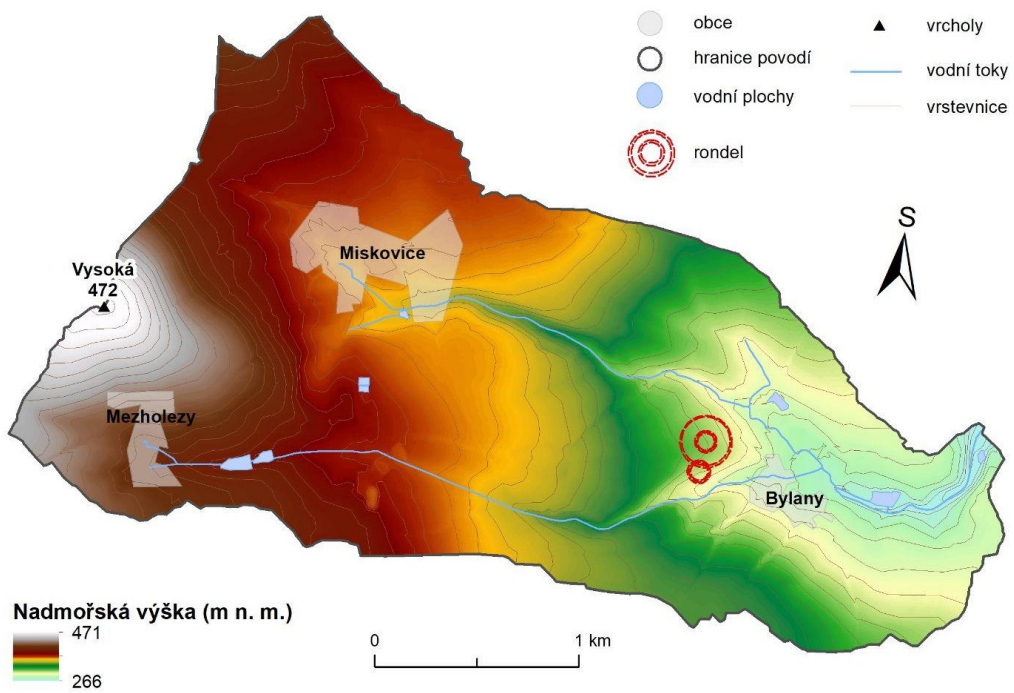 obce
hranice povodí
vodní plochy
rondel
vrcholy
vodní toky
vrstevnice
S
Miskovice
Vysoká
472
Mezholezy
Bylany
Nadmořská výška (m n. m.)
471
266
0
1 km